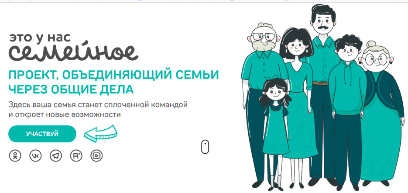 это у нас
семейное
ПРОЕКТ, ОБЪЕДИНЯЮЩИЙ СЕМЬИ
ЧЕРЕЗ ОБЩИЕ ДЕЛА
Здесь ваша семья станет сплоченной командой
и откроет новые возможности
УЧАСТВУЙ